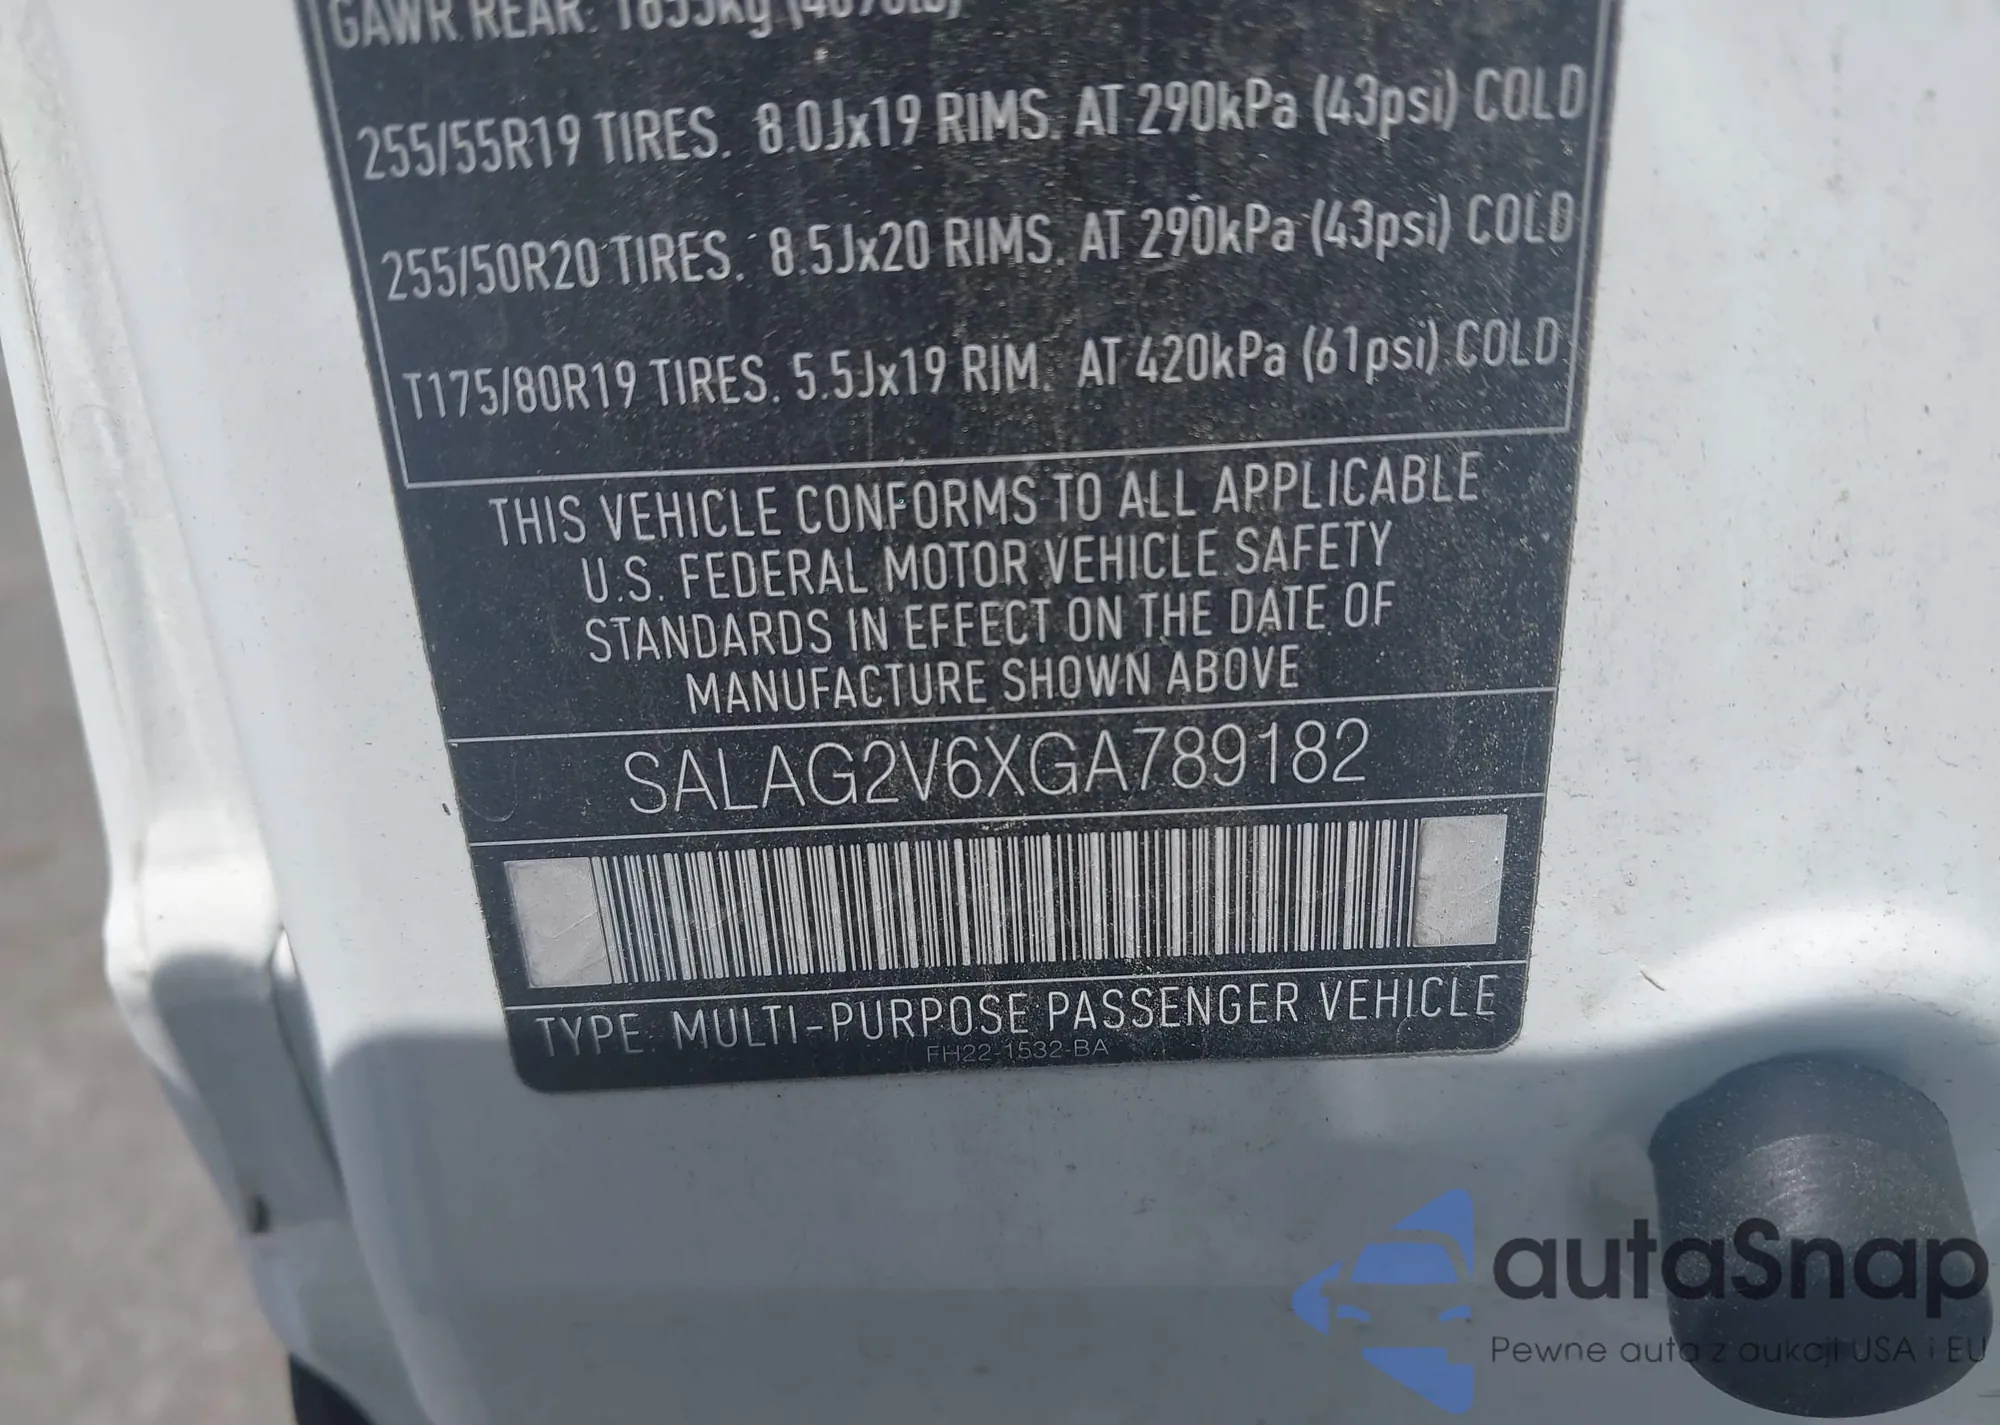 GAWR REAR: 1855kg
255/55R19 TIRES. 8.0Jx19 RIMS. AT 290kPa (43psi) COLD
255/50R20 TIRES. 8.5Jx20 RIMS. AT 290kPa (43psi) COLD
T175/80R19 TIRES. 5.5Jx19 RIM. AT 420kPa (61psi) COLD
THIS VEHICLE CONFORMS TO ALL APPLICABLE
U.S. FEDERAL MOTOR VEHICLE SAFETY
STANDARDS IN EFFECT ON THE DATE OF
MANUFACTURE SHOWN ABOVE
SALAG2V6XGA789182
TYPE: MULTI-PURPOSE PASSENGER VEHICLE
FH22-1532-BA
autaSnap
Pewne auta z aukcji USA i EU